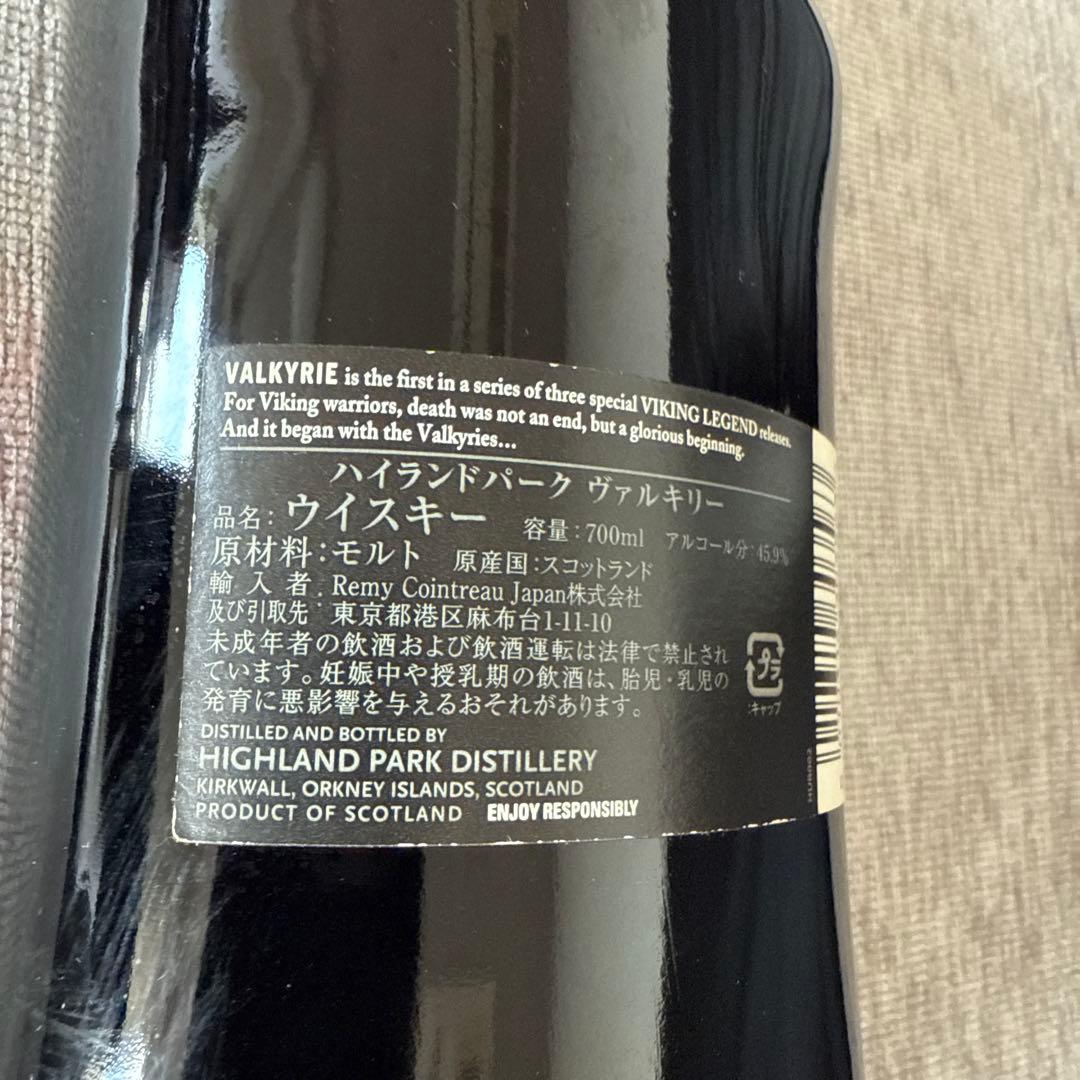 VALKYRIE is the first in a series of three special VIKING LEGEND releases.
For Viking warriors, death was not an end, but a glorious beginning.
And it began with the Valkyries...
ハイランドパーク ヴァルキリー
品名：ウイスキー 容量：700ml アルコール分：45.9%
原材料：モルト 原産国：スコットランド
輸入者 : Remy Cointreau Japan株式会社
及び引取先 東京都港区麻布台1-11-10
未成年者の飲酒および飲酒運転は法律で禁止され
ています。妊娠中や授乳期の飲酒は、胎児・乳児の
発育に悪影響を与えるおそれがあります。
プラ
:キャップ
DISTILLED AND BOTTLED BY
HIGHLAND PARK DISTILLERY
KIRKWALL, ORKNEY ISLANDS, SCOTLAND
PRODUCT OF SCOTLAND ENJOY RESPONSIBLY